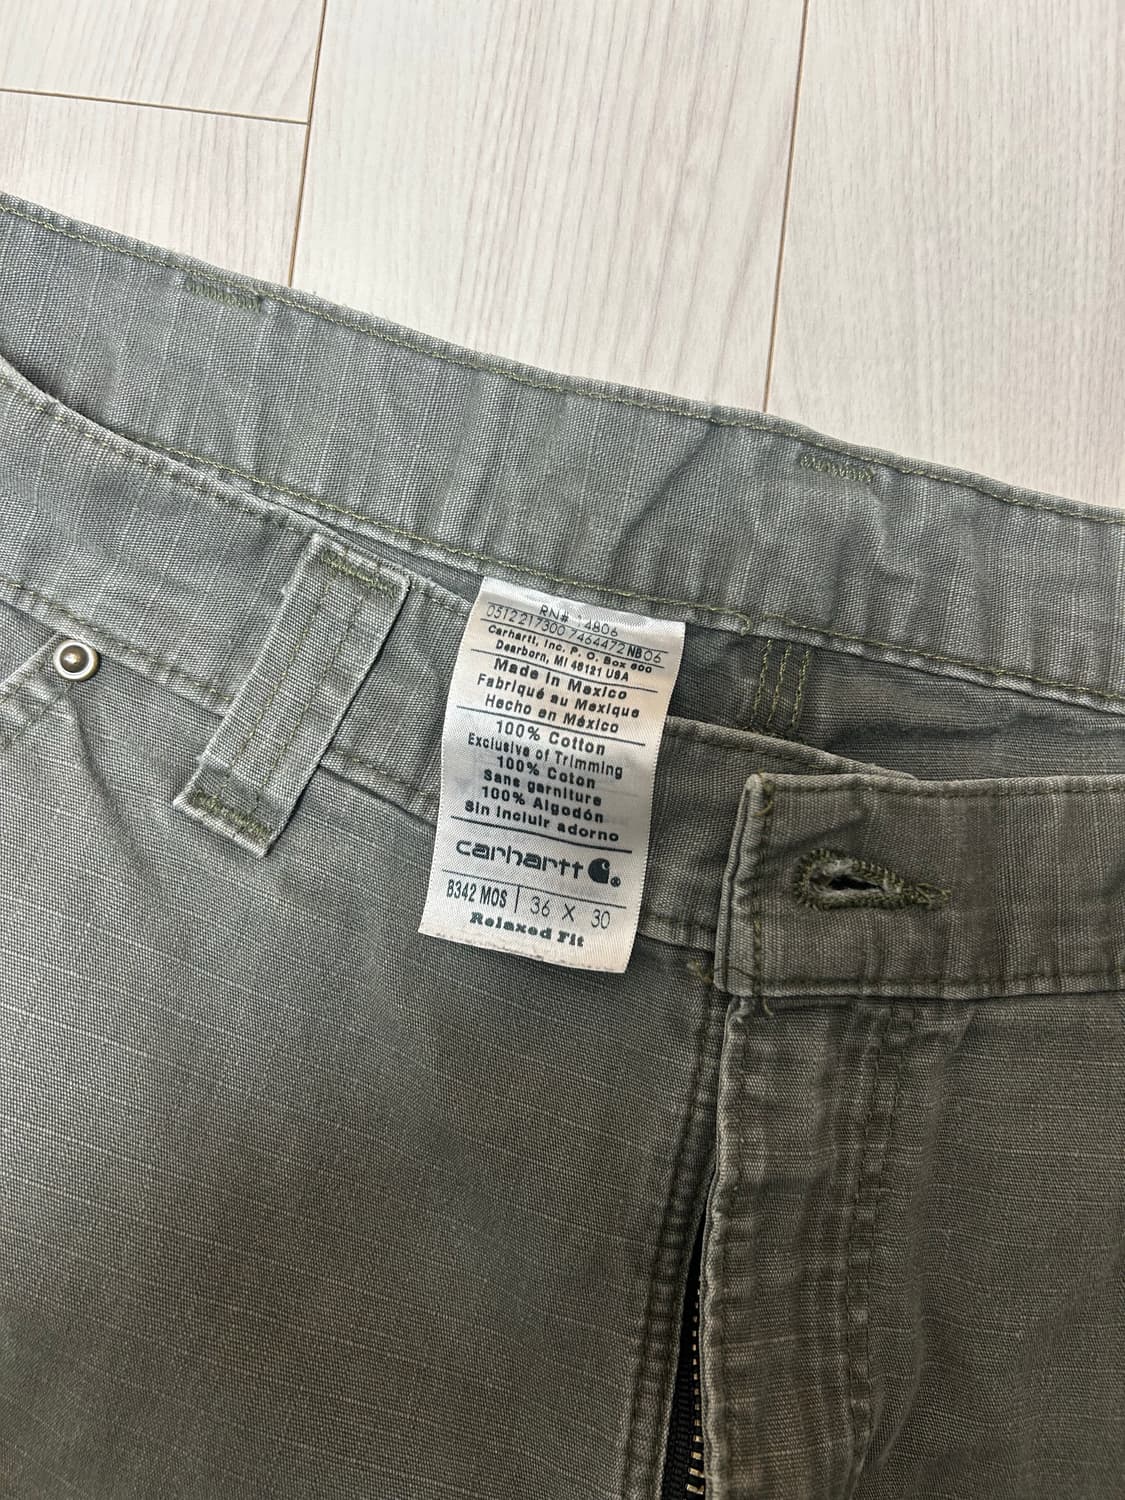 RN# 14806
0512217300 7464472 NB06
Carhartt, Inc. P. O. Box 600
Dearborn, MI 48121 USA
Made in Mexico
Fabriqué au Mexique
Hecho en México
100% Cotton
Exclusive of Trimming
100% Coton
Sans garniture
100% Algodón
Sin incluir adorno
carhartt ®
B342 MOS | 36 X 30
Relaxed Fit